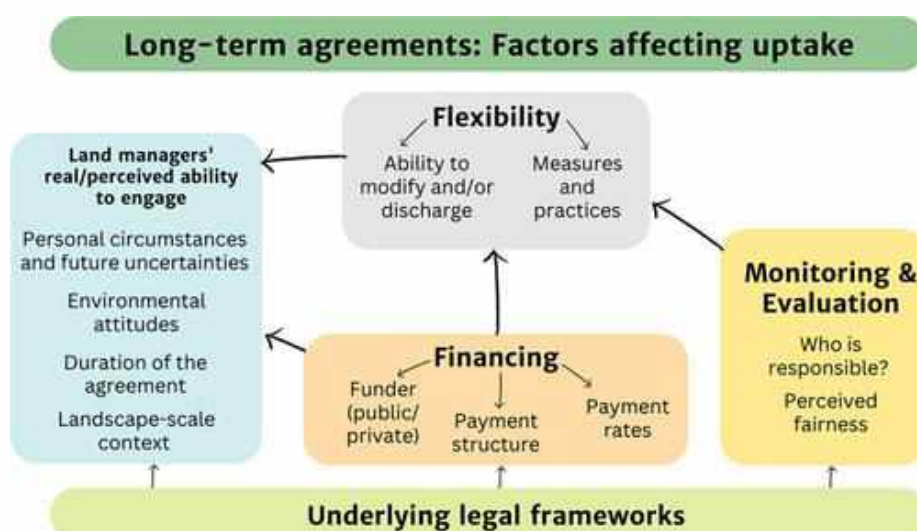 Long-term agreements: Factors affecting uptake
Flexibility
Ability to
modify and/or
discharge
Measures
and
practices
Land managers'
real/perceived ability
to engage
Personal circumstances
and future uncertainties
Environmental
attitudes
Duration of the
agreement
Landscape-scale
context
Financing
Funder
(public/
private)
Payment
structure
Payment
rates
Monitoring &
Evaluation
Who is
responsible?
Perceived
fairness
Underlying legal frameworks